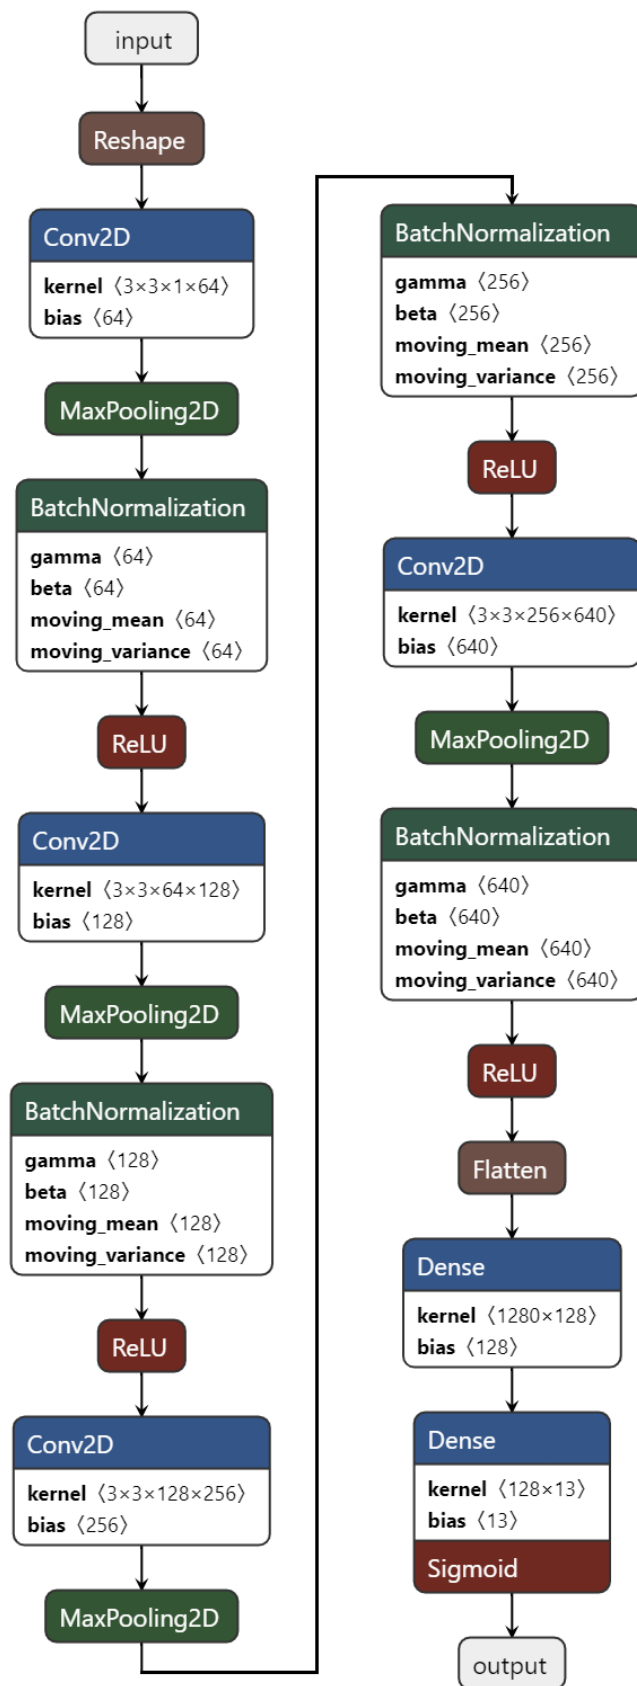 input
Reshape
Conv2D
kernel 〈3×3×1×64〉
bias 〈64〉
MaxPooling2D
BatchNormalization
gamma 〈64〉
beta 〈64〉
moving_mean 〈64〉
moving_variance 〈64〉
ReLU
Conv2D
kernel 〈3×3×64×128〉
bias 〈128〉
MaxPooling2D
BatchNormalization
gamma 〈128〉
beta 〈128〉
moving_mean 〈128〉
moving_variance 〈128〉
ReLU
Conv2D
kernel 〈3×3×128×256〉
bias 〈256〉
MaxPooling2D
BatchNormalization
gamma 〈256〉
beta 〈256〉
moving_mean 〈256〉
moving_variance 〈256〉
ReLU
Conv2D
kernel 〈3×3×256×640〉
bias 〈640〉
MaxPooling2D
BatchNormalization
gamma 〈640〉
beta 〈640〉
moving_mean 〈640〉
moving_variance 〈640〉
ReLU
Flatten
Dense
kernel 〈1280×128〉
bias 〈128〉
Dense
kernel 〈128×13〉
bias 〈13〉
Sigmoid
output